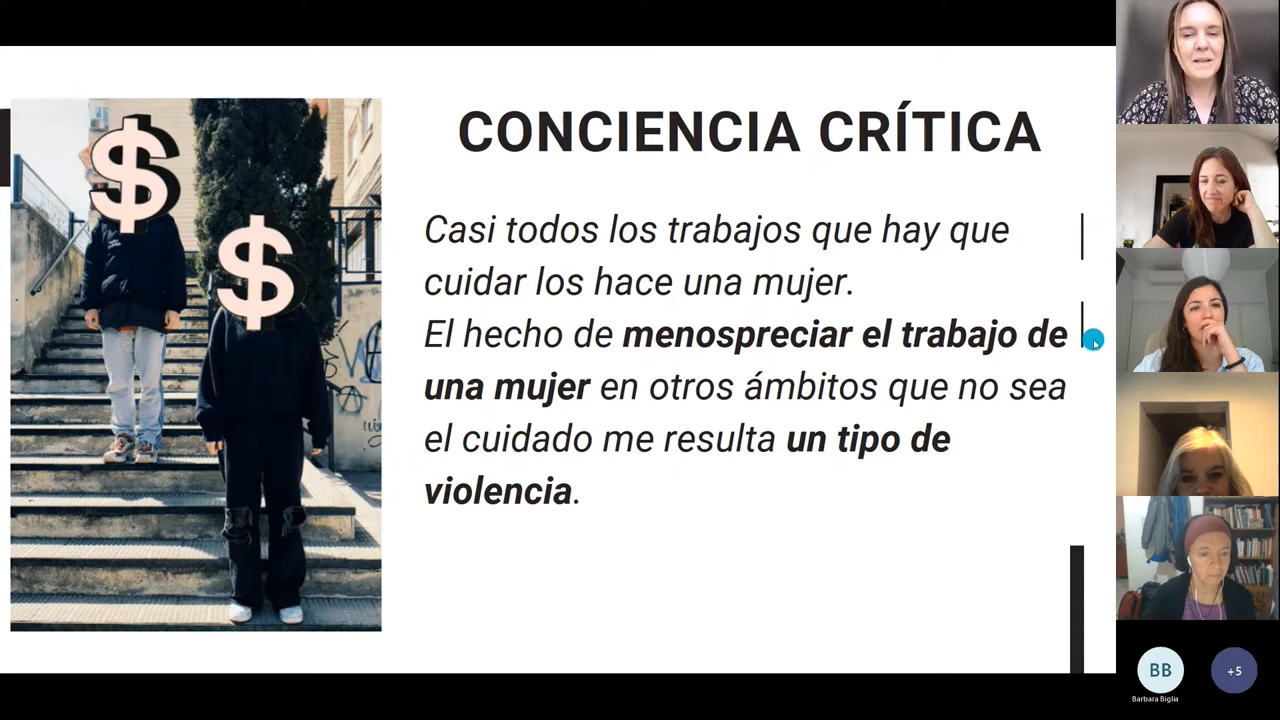 CONCIENCIA CRÍTICA
Casi todos los trabajos que hay que
cuidar los hace una mujer.
El hecho de menospreciar el trabajo de
una mujer en otros ámbitos que no sea
el cuidado me resulta un tipo de
violencia.
$
$
BB
+5
Barbara Biglia